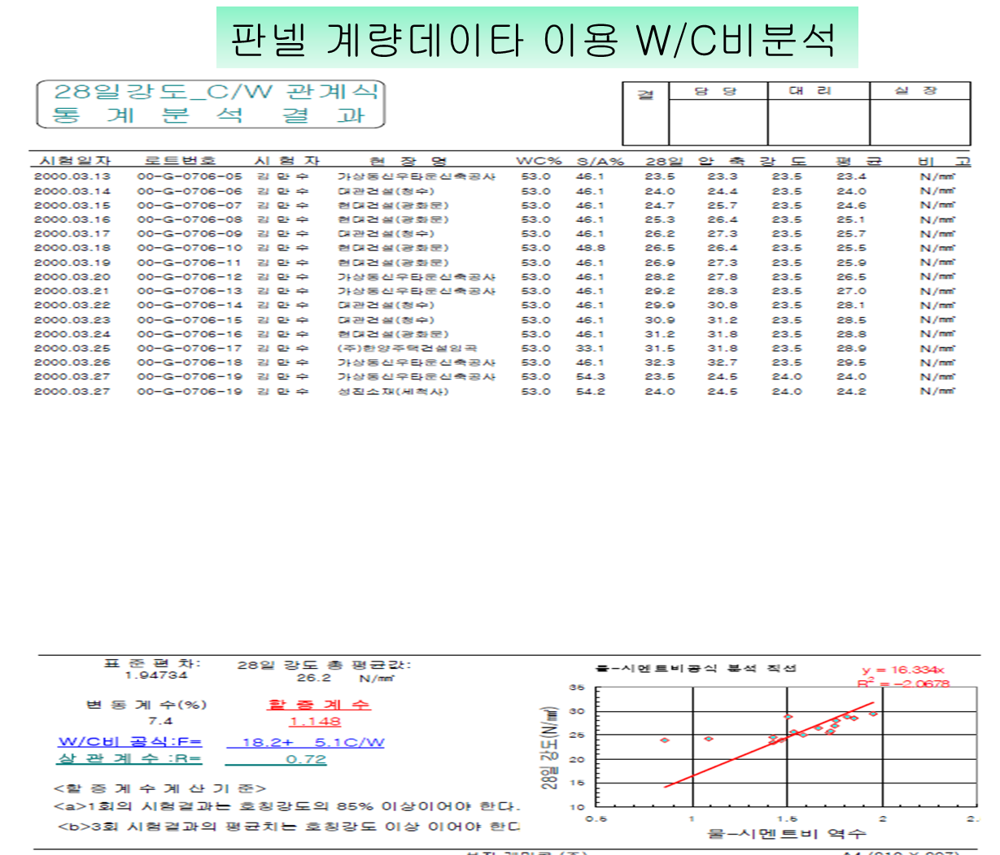 판넬 계량데이타 이용 W/C비분석
28일강도_C/W 관계식
통 계 분 석 결 과
결 담 당 대 리 실 장
시험일자 로트번호 시 험 자 현 장 명 WC% S/A% 28일 압 축 강 도 평 균 비 고
2000.03.13 00-G-0706-05 김 만 수 가상동신우타운신축공사 53.0 46.1 23.5 23.3 23.5 23.4 N/㎟
2000.03.14 00-G-0706-06 김 만 수 대관건설(청수) 53.0 46.1 24.0 24.4 23.5 24.0 N/㎟
2000.03.15 00-G-0706-07 김 만 수 현대건설(광화문) 53.0 46.1 24.7 25.7 23.5 24.6 N/㎟
2000.03.16 00-G-0706-08 김 만 수 현대건설(광화문) 53.0 46.1 25.3 26.4 23.5 25.1 N/㎟
2000.03.17 00-G-0706-09 김 만 수 대관건설(청수) 53.0 46.1 26.2 27.3 23.5 25.7 N/㎟
2000.03.18 00-G-0706-10 김 만 수 현대건설(광화문) 53.0 48.8 26.5 26.4 23.5 25.5 N/㎟
2000.03.19 00-G-0706-11 김 만 수 현대건설(광화문) 53.0 46.1 26.9 27.3 23.5 25.9 N/㎟
2000.03.20 00-G-0706-12 김 만 수 가상동신우타운신축공사 53.0 46.1 28.2 27.8 23.5 26.5 N/㎟
2000.03.21 00-G-0706-13 김 만 수 가상동신우타운신축공사 53.0 46.1 29.2 28.3 23.5 27.0 N/㎟
2000.03.22 00-G-0706-14 김 만 수 대관건설(청수) 53.0 46.1 29.9 30.8 23.5 28.1 N/㎟
2000.03.23 00-G-0706-15 김 만 수 대관건설(청수) 53.0 46.1 30.9 31.2 23.5 28.5 N/㎟
2000.03.24 00-G-0706-16 김 만 수 현대건설(광화문) 53.0 46.1 31.2 31.8 23.5 28.8 N/㎟
2000.03.25 00-G-0706-17 김 만 수 (주)한양주택건설임곡 53.0 33.1 31.5 31.8 23.5 28.9 N/㎟
2000.03.26 00-G-0706-18 김 만 수 가상동신우타운신축공사 53.0 46.1 32.3 32.7 23.5 29.5 N/㎟
2000.03.27 00-G-0706-19 김 만 수 가상동신우타운신축공사 53.0 54.3 23.5 24.5 24.0 24.0 N/㎟
2000.03.27 00-G-0706-19 김 만 수 성진소재(세척사) 53.0 54.2 24.0 24.5 24.0 24.2 N/㎟
표 준 편 차: 28일 강도 총 평균값:
1.94734 26.2 N/㎟
변 동 계 수(%) 할 증 계 수
7.4 1.148
W/C비 공식:F= 18.2+ 5.1C/W
상 관 계 수 :R= 0.72
<할 증 계 수 계 산 기 준>
<a>1회의 시험결과는 호칭강도의 85% 이상이어야 한다.
<b>3회 시험결과의 평균치는 호칭강도 이상 이어야 한다
물-시멘트비공식 분석 직선
y = 16.334x
R² = -2.0678
28일 강도(N/㎟)
35
30
25
20
15
10
0.5 1 1.5 2 2.
물-시멘트비 역수